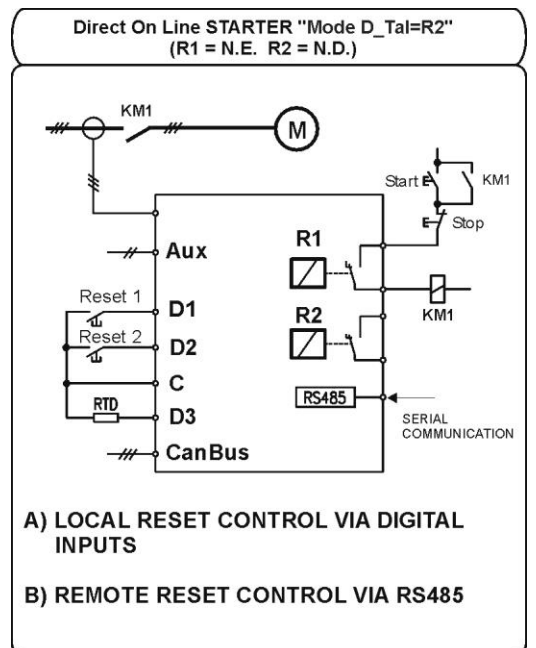 Direct On Line STARTER "Mode D_Tal=R2"
(R1 = N.E. R2 = N.D.)
KM1
M
Start
KM1
Stop
Aux
R1
Reset 1
D1
KM1
Reset 2
D2
R2
C
RTD
D3
RS485
SERIAL
COMMUNICATION
CanBus
A) LOCAL RESET CONTROL VIA DIGITAL
INPUTS
B) REMOTE RESET CONTROL VIA RS485